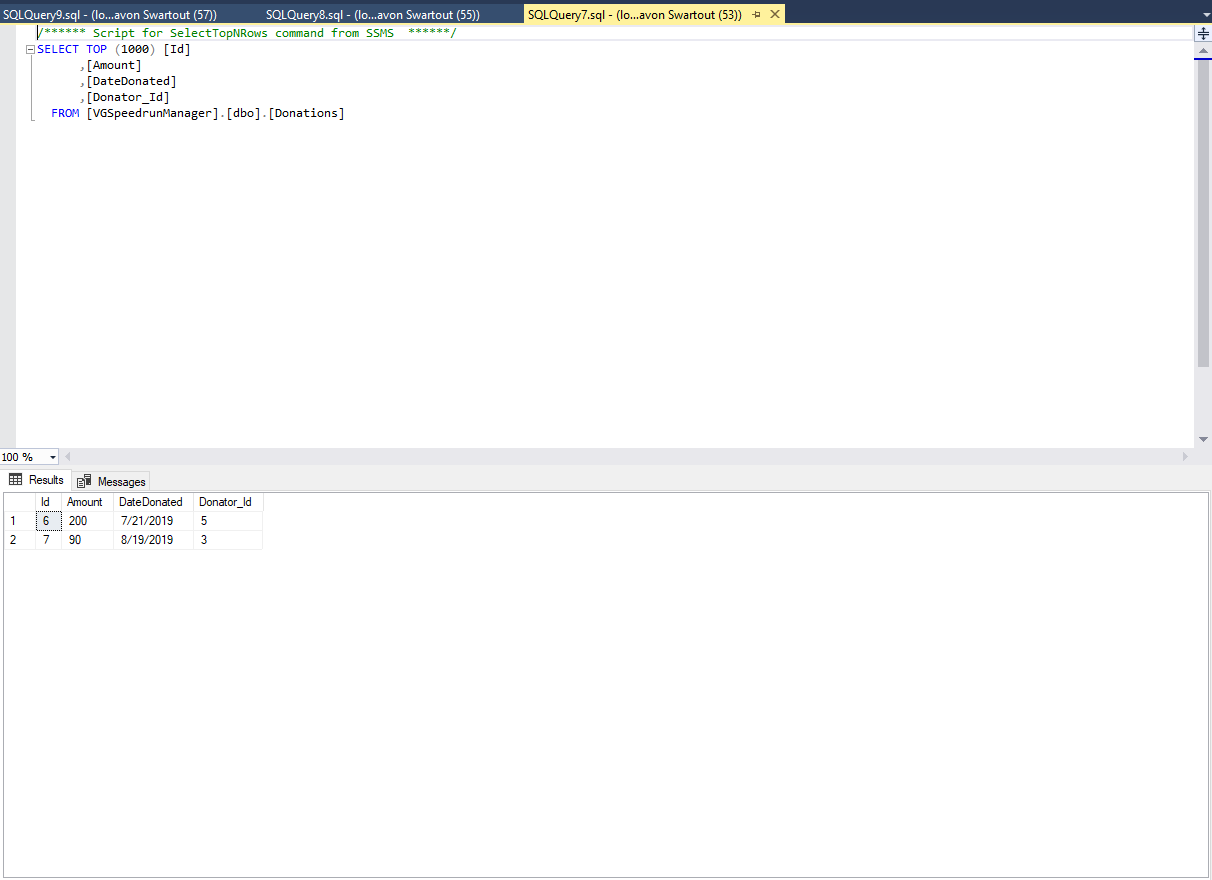 SQLQuery9.sql - (lo...avon Swartout (57)) SQLQuery8.sql - (lo...avon Swartout (55)) SQLQuery7.sql - (lo...avon Swartout (53))
/****** Script for SelectTopNRows command from SSMS  ******/
SELECT TOP (1000) [Id]
      ,[Amount]
      ,[DateDonated]
      ,[Donator_Id]
  FROM [VGSpeedrunManager].[dbo].[Donations]
100 %
Results Messages
Id Amount DateDonated Donator_Id
1 6 200 7/21/2019 5
2 7 90 8/19/2019 3